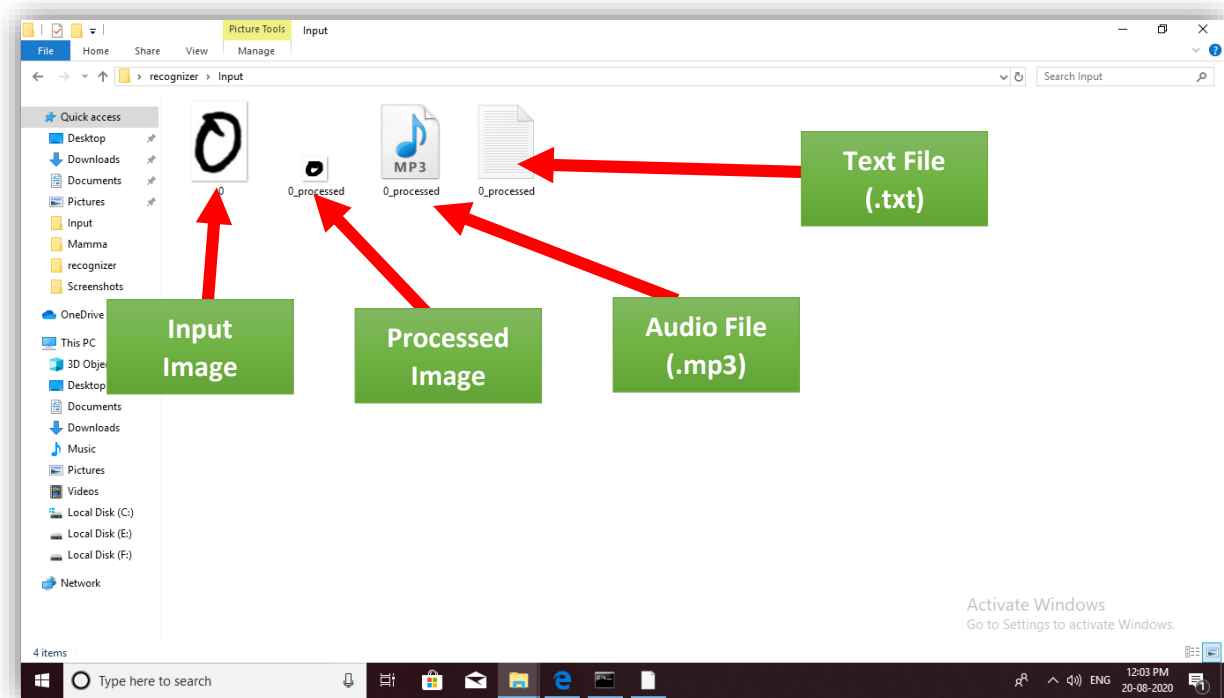 Picture Tools
Input
File
Home
Share
View
Manage
recognizer
Input
Search Input
Quick access
Desktop
Downloads
Documents
Pictures
Input
Mamma
recognizer
Screenshots
OneDrive
This PC
3D Obje
Desktop
Documents
Downloads
Music
Pictures
Videos
Local Disk (C:)
Local Disk (E:)
Local Disk (F:)
Network
O
MP3
0
0_processed
0_processed
0_processed
Text File
(.txt)
Input
Image
Processed
Image
Audio File
(.mp3)
Activate Windows
Go to Settings to activate Windows.
4 items
Type here to search
ENG
12:03 PM
20-08-2020
1